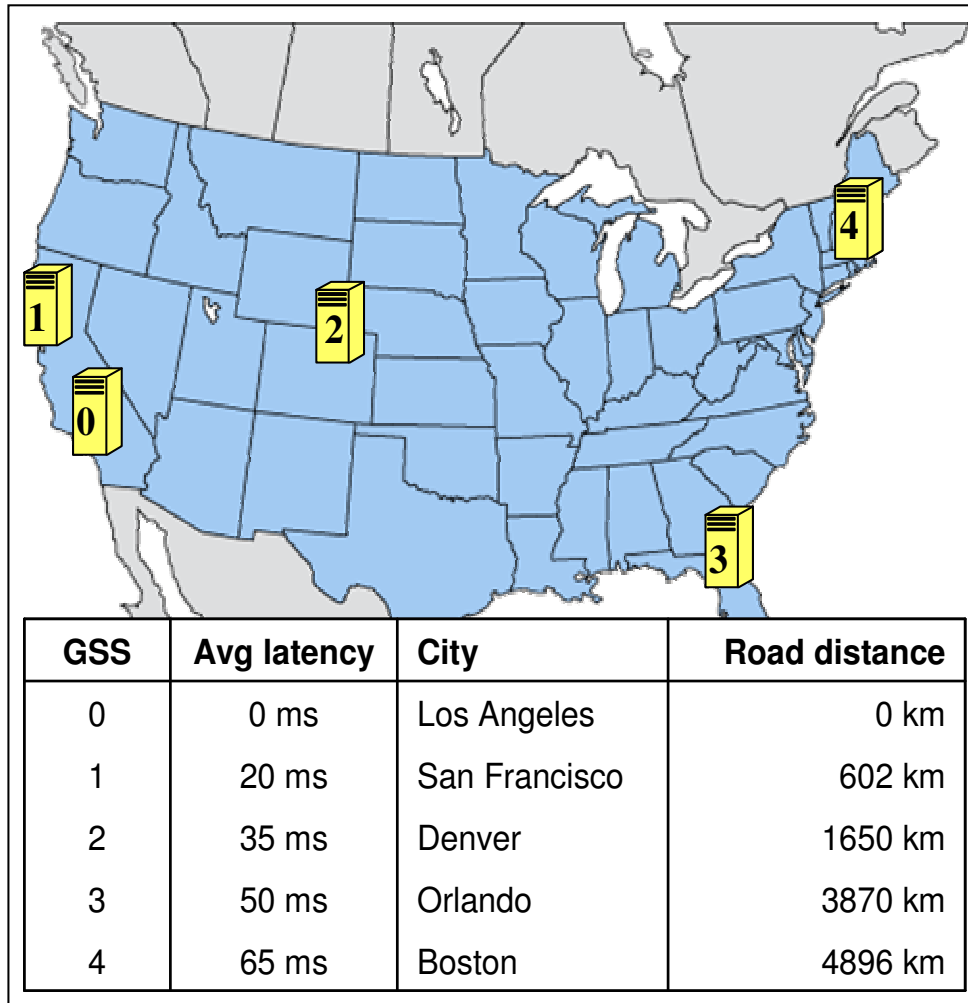 4
1
2
0
3
GSS Avg latency City Road distance
0 0 ms Los Angeles 0 km
1 20 ms San Francisco 602 km
2 35 ms Denver 1650 km
3 50 ms Orlando 3870 km
4 65 ms Boston 4896 km